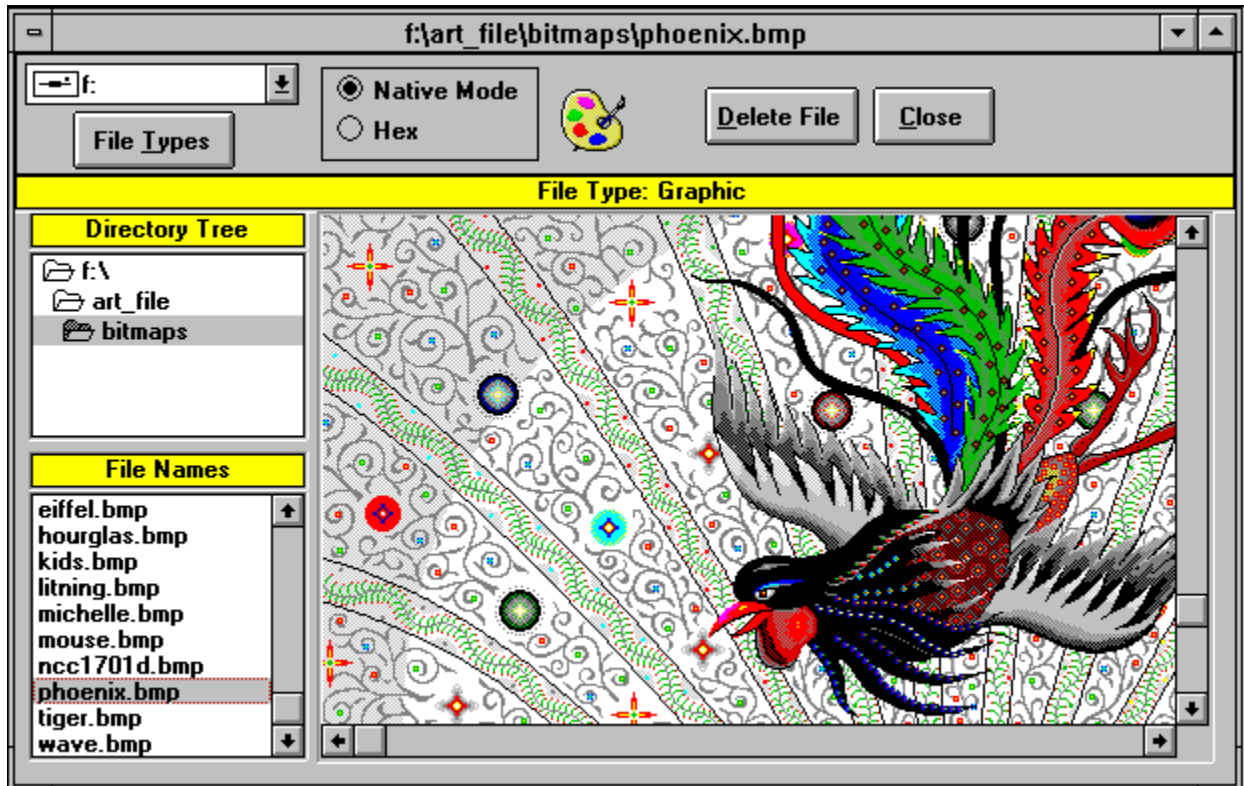 f:\art_file\bitmaps\phoenix.bmp
f:
File Types
Native Mode
Hex
Delete File
Close
File Type: Graphic
Directory Tree
f:\
art_file
bitmaps
File Names
eiffel.bmp
hourglas.bmp
kids.bmp
litning.bmp
michelle.bmp
mouse.bmp
ncc1701d.bmp
phoenix.bmp
tiger.bmp
wave.bmp